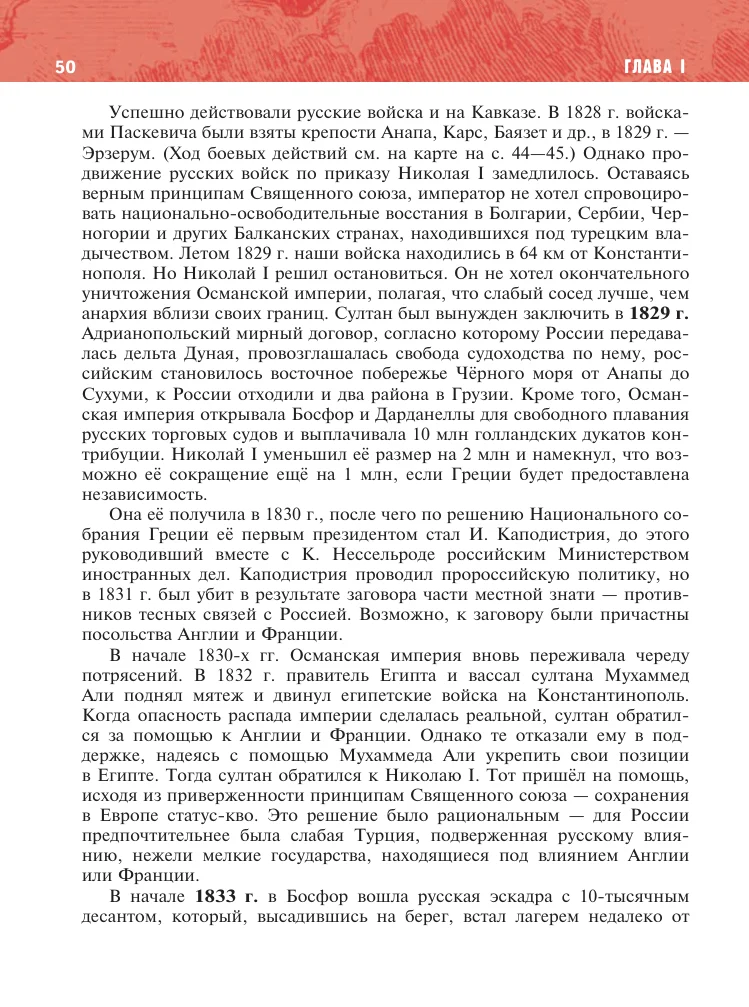 50
ГЛАВА I
Успешно действовали русские войска и на Кавказе. В 1828 г. войска-
ми Паскевича были взяты крепости Анапа, Карс, Баязет и др., в 1829 г. —
Эрзерум. (Ход боевых действий см. на карте на с. 44—45.) Однако про-
движение русских войск по приказу Николая I замедлилось. Оставаясь
верным принципам Священного союза, император не хотел спровоциро-
вать национально-освободительные восстания в Болгарии, Сербии, Чер-
ногории и других Балканских странах, находившихся под турецким вла-
дычеством. Летом 1829 г. наши войска находились в 64 км от Константи-
нополя. Но Николай I решил остановиться. Он не хотел окончательного
уничтожения Османской империи, полагая, что слабый сосед лучше, чем
анархия вблизи своих границ. Султан был вынужден заключить в 1829 г.
Адрианопольский мирный договор, согласно которому России передава-
лась дельта Дуная, провозглашалась свобода судоходства по нему, рос-
сийским становилось восточное побережье Чёрного моря от Анапы до
Сухуми, к России отходили и два района в Грузии. Кроме того, Осман-
ская империя открывала Босфор и Дарданеллы для свободного плавания
русских торговых судов и выплачивала 10 млн голландских дукатов кон-
трибуции. Николай I уменьшил её размер на 2 млн и намекнул, что воз-
можно её сокращение ещё на 1 млн, если Греции будет предоставлена
независимость.
Она её получила в 1830 г., после чего по решению Национального со-
брания Греции её первым президентом стал И. Каподистрия, до этого
руководивший вместе с К. Нессельроде российским Министерством
иностранных дел. Каподистрия проводил пророссийскую политику, но
в 1831 г. был убит в результате заговора части местной знати — против-
ников тесных связей с Россией. Возможно, к заговору были причастны
посольства Англии и Франции.
В начале 1830-х гг. Османская империя вновь переживала череду
потрясений. В 1832 г. правитель Египта и вассал султана Мухаммед
Али поднял мятеж и двинул египетские войска на Константинополь.
Когда опасность распада империи сделалась реальной, султан обратил-
ся за помощью к Англии и Франции. Однако те отказали ему в под-
держке, надеясь с помощью Мухаммеда Али укрепить свои позиции
в Египте. Тогда султан обратился к Николаю I. Тот пришёл на помощь,
исходя из приверженности принципам Священного союза — сохранения
в Европе статус-кво. Это решение было рациональным — для России
предпочтительнее была слабая Турция, подверженная русскому влия-
нию, нежели мелкие государства, находящиеся под влиянием Англии
или Франции.
В начале 1833 г. в Босфор вошла русская эскадра с 10-тысячным
десантом, который, высадившись на берег, встал лагерем недалеко от